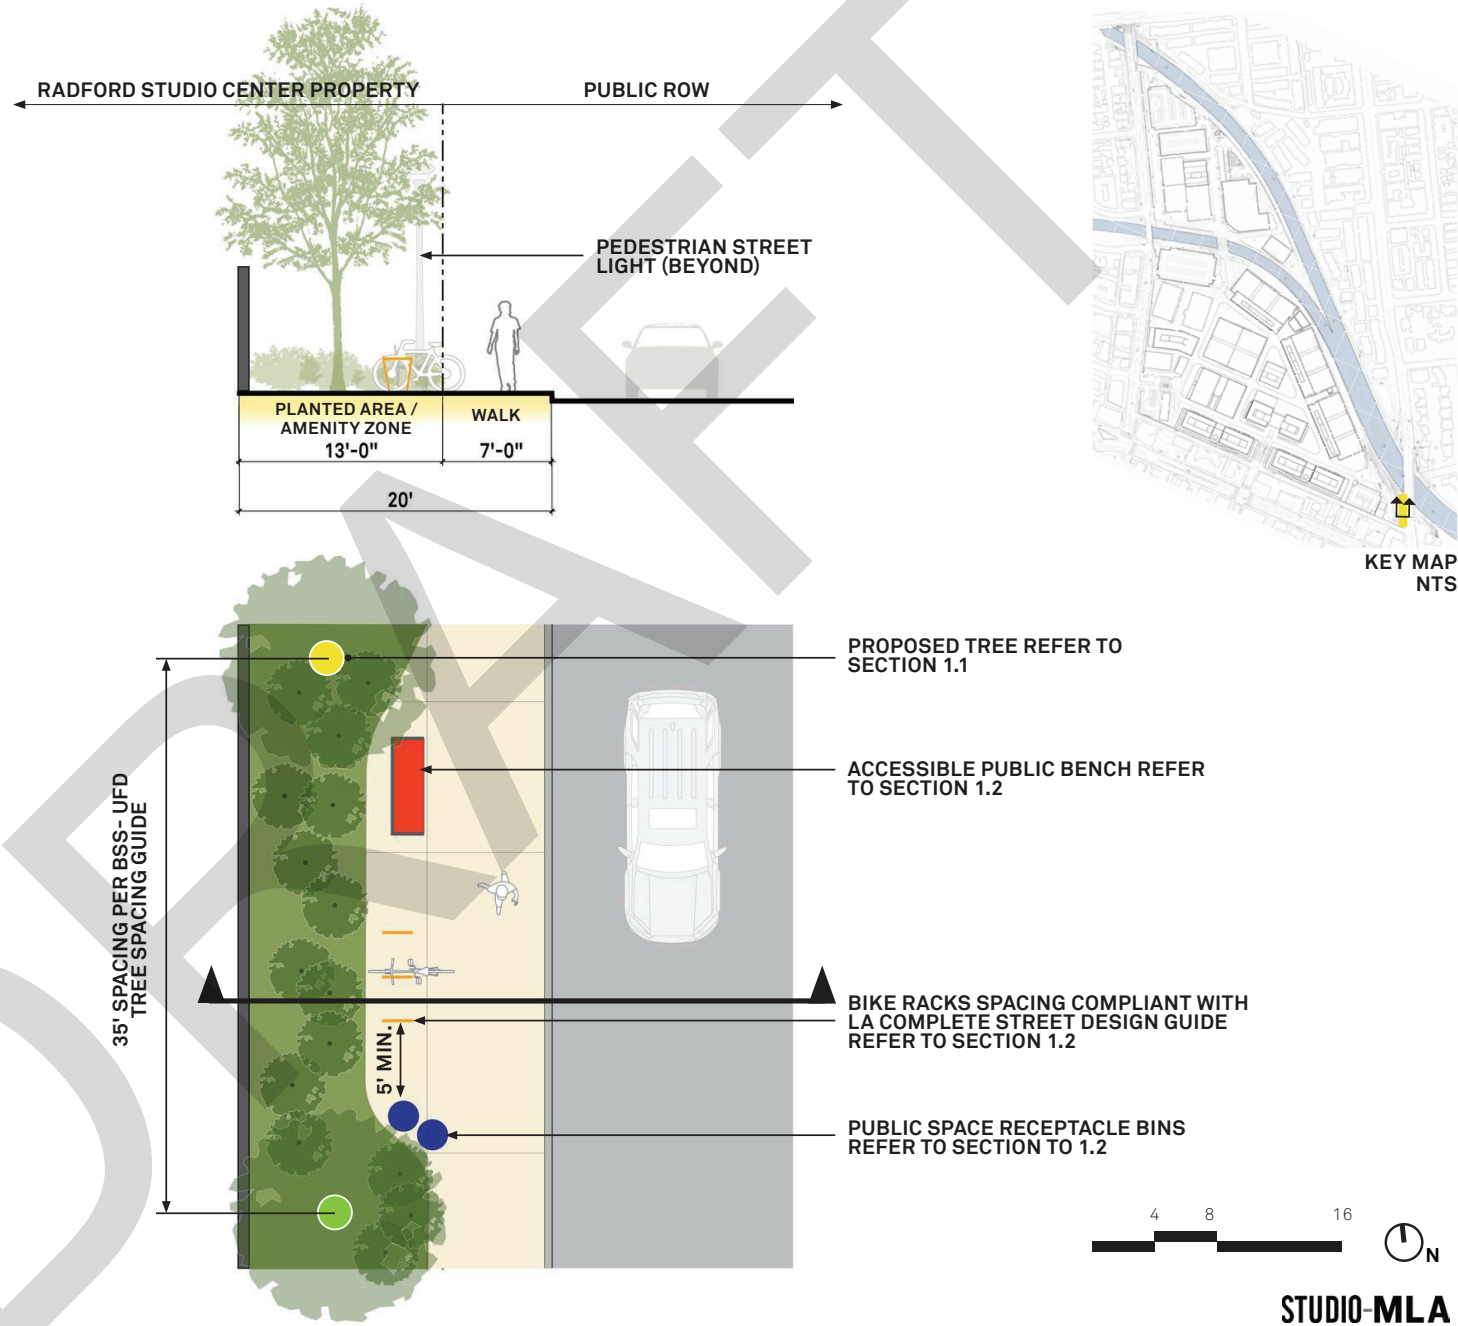 RADFORD STUDIO CENTER PROPERTY
PUBLIC ROW
PEDESTRIAN STREET
LIGHT (BEYOND)
PLANTED AREA /
AMENITY ZONE
WALK
13'-0"
7'-0"
20'
KEY MAP
NTS
PROPOSED TREE REFER TO
SECTION 1.1
ACCESSIBLE PUBLIC BENCH REFER
TO SECTION 1.2
35' SPACING PER BSS- UFD
TREE SPACING GUIDE
BIKE RACKS SPACING COMPLIANT WITH
LA COMPLETE STREET DESIGN GUIDE
REFER TO SECTION 1.2
5' MIN.
PUBLIC SPACE RECEPTACLE BINS
REFER TO SECTION TO 1.2
4 8 16
N
STUDIO-MLA
DRAFT